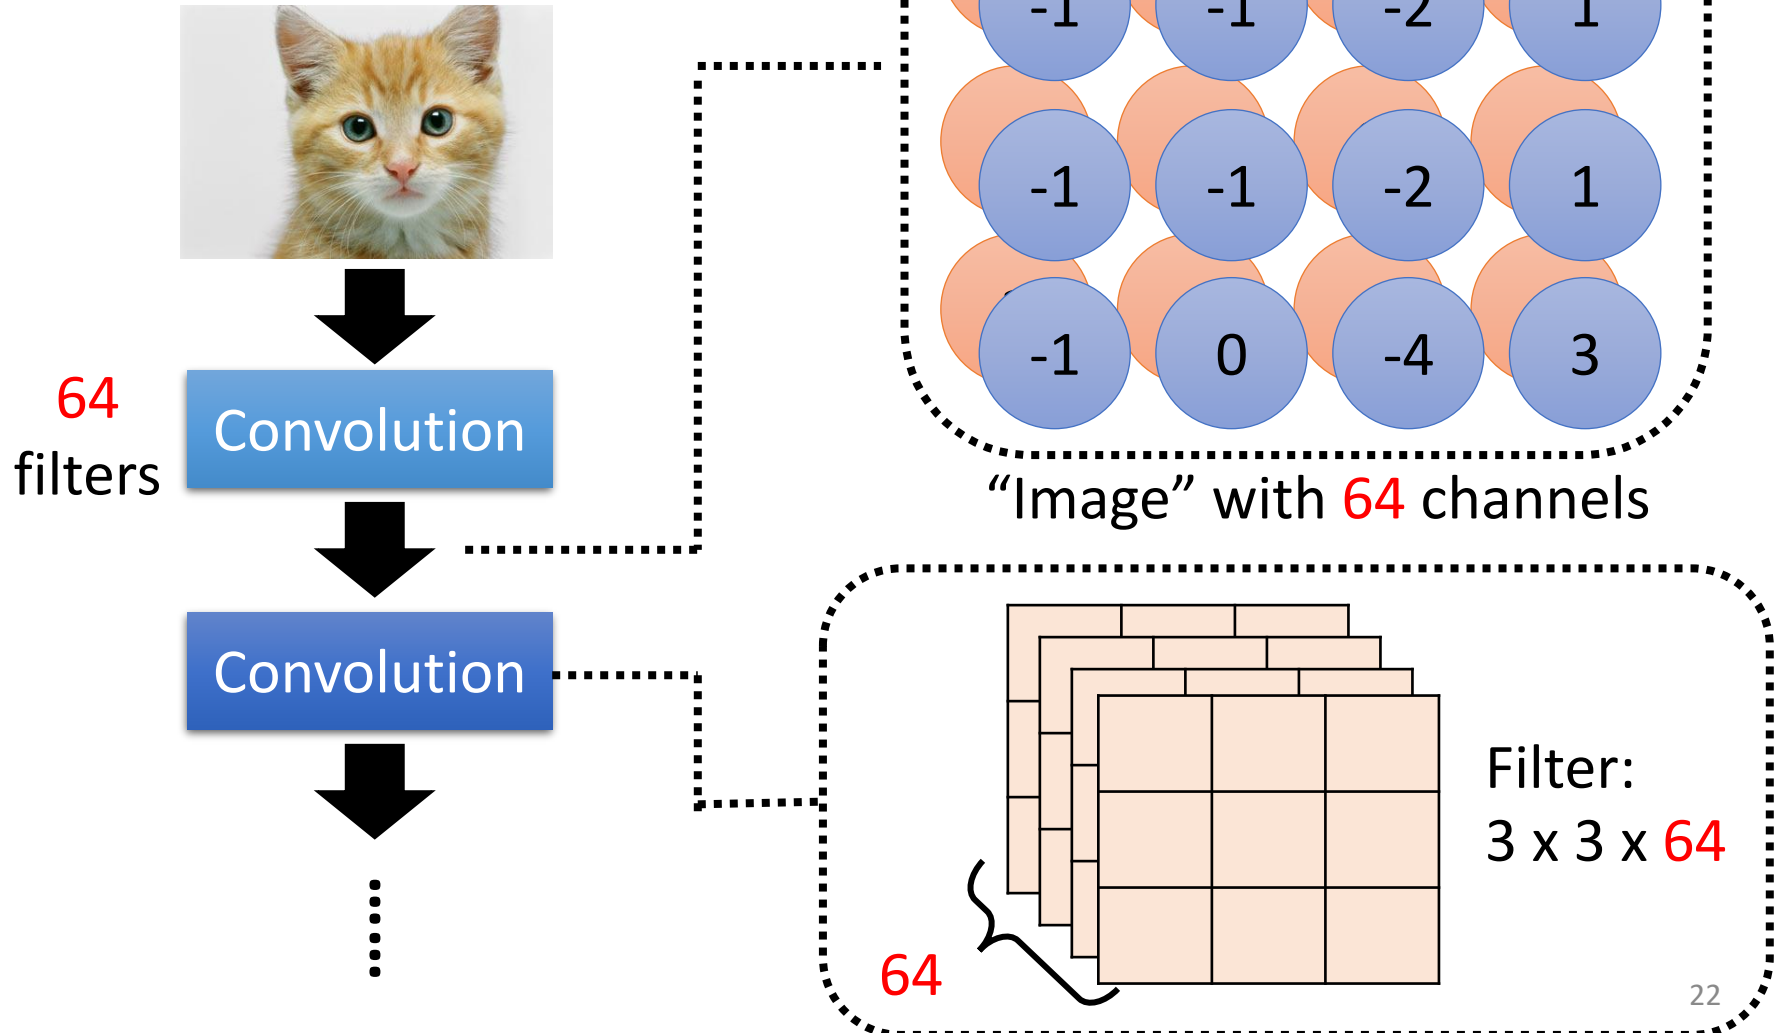 -1 -1 -2 1
-1 -1 -2 1
-1 0 -4 3
64
filters
Convolution
“Image” with 64 channels
Convolution
Filter:
3 x 3 x 64
64
22